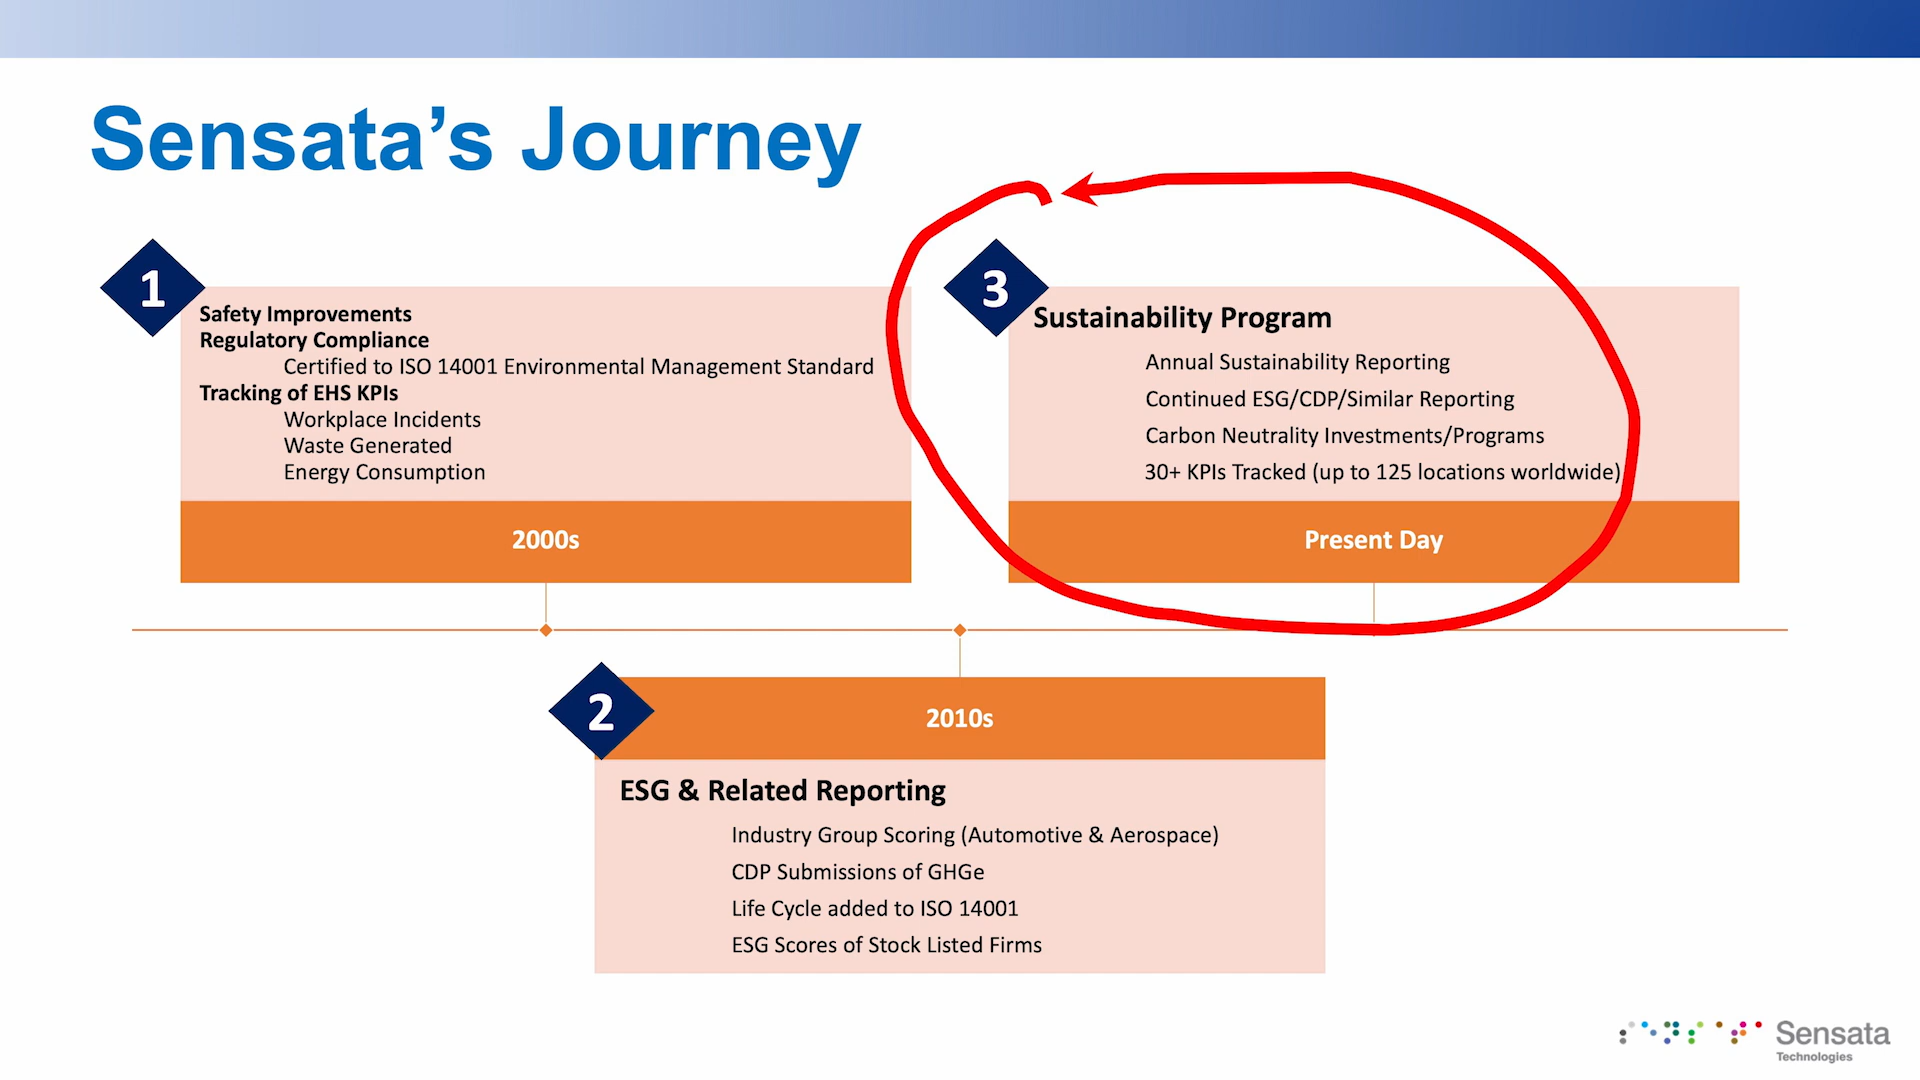 Sensata’s Journey
1
Safety Improvements
Regulatory Compliance
Certified to ISO 14001 Environmental Management Standard
Tracking of EHS KPIs
Workplace Incidents
Waste Generated
Energy Consumption
2000s
3
Sustainability Program
Annual Sustainability Reporting
Continued ESG/CDP/Similar Reporting
Carbon Neutrality Investments/Programs
30+ KPIs Tracked (up to 125 locations worldwide)
Present Day
2
2010s
ESG & Related Reporting
Industry Group Scoring (Automotive & Aerospace)
CDP Submissions of GHGe
Life Cycle added to ISO 14001
ESG Scores of Stock Listed Firms
Sensata
Technologies